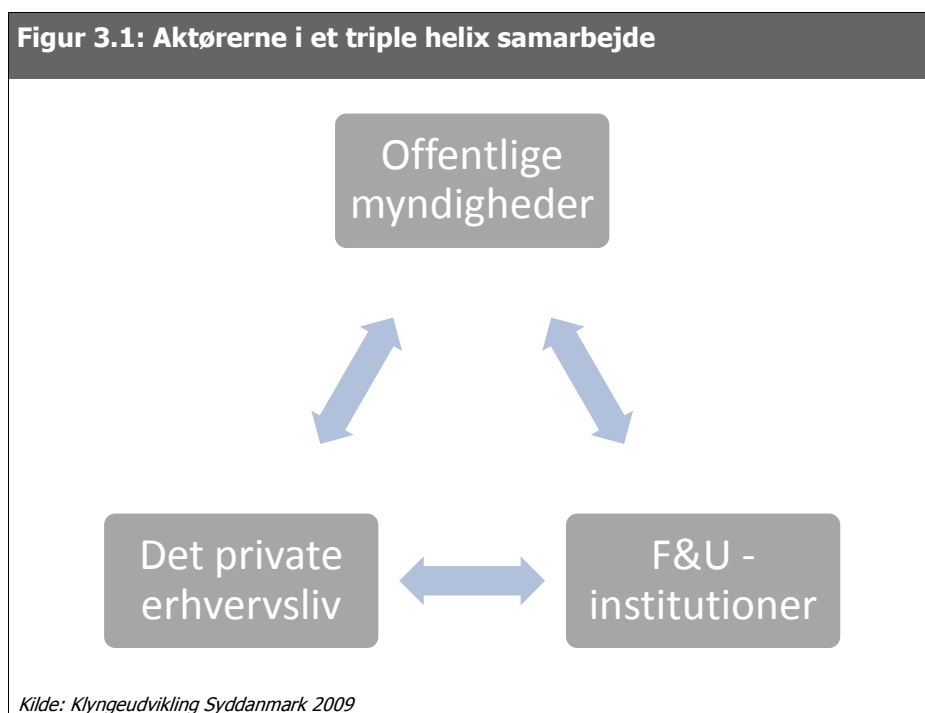 Figur 3.1: Aktørerne i et triple helix samarbejde
Offentlige
myndigheder
Det private
erhvervsliv
F&U -
institutioner
Kilde: Klyngeudvikling Syddanmark 2009